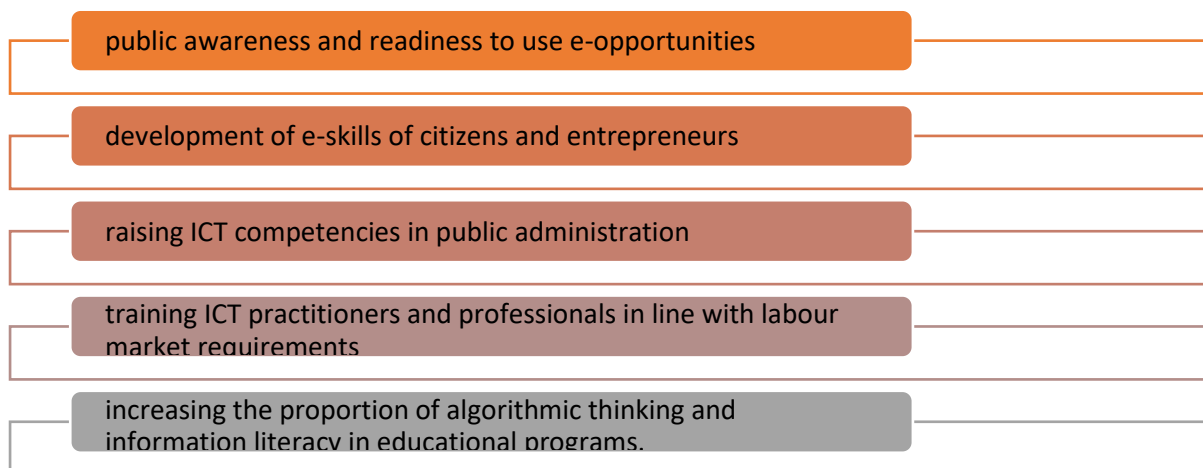 public awareness and readiness to use e-opportunities
development of e-skills of citizens and entrepreneurs
raising ICT competencies in public administration
training ICT practitioners and professionals in line with labour
market requirements
increasing the proportion of algorithmic thinking and
information literacy in educational programs.